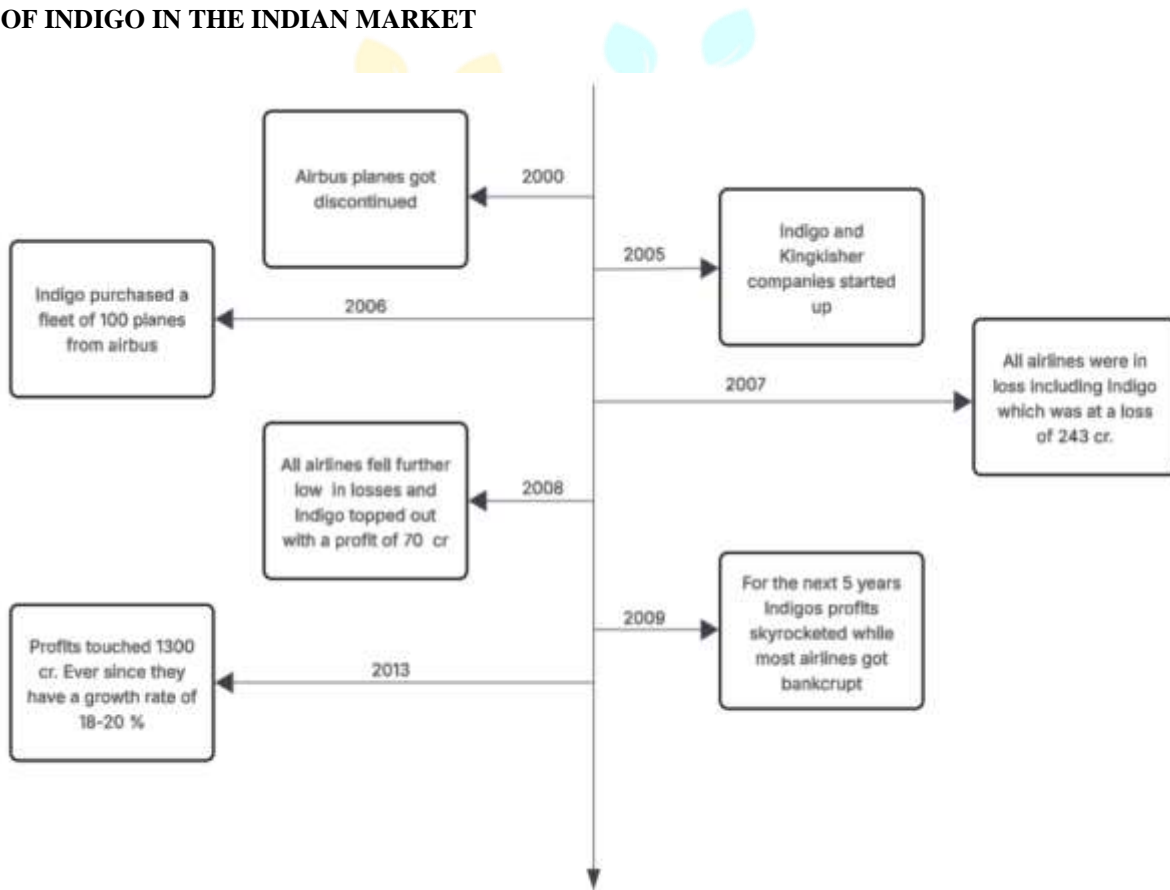 OF INDIGO IN THE INDIAN MARKET
2000
Airbus planes got
discontinued
2005
Indigo and
Kingkisher
companies started
up
2006
Indigo purchased a
fleet of 100 planes
from airbus
2007
All airlines were in
loss including Indigo
which was at a loss
of 243 cr.
2008
All airlines fell further
low in losses and
Indigo topped out
with a profit of 70 cr
2009
For the next 5 years
Indigos profits
skyrocketed while
most airlines got
bankcrupt
2013
Profits touched 1300
cr. Ever since they
have a growth rate of
18-20 %